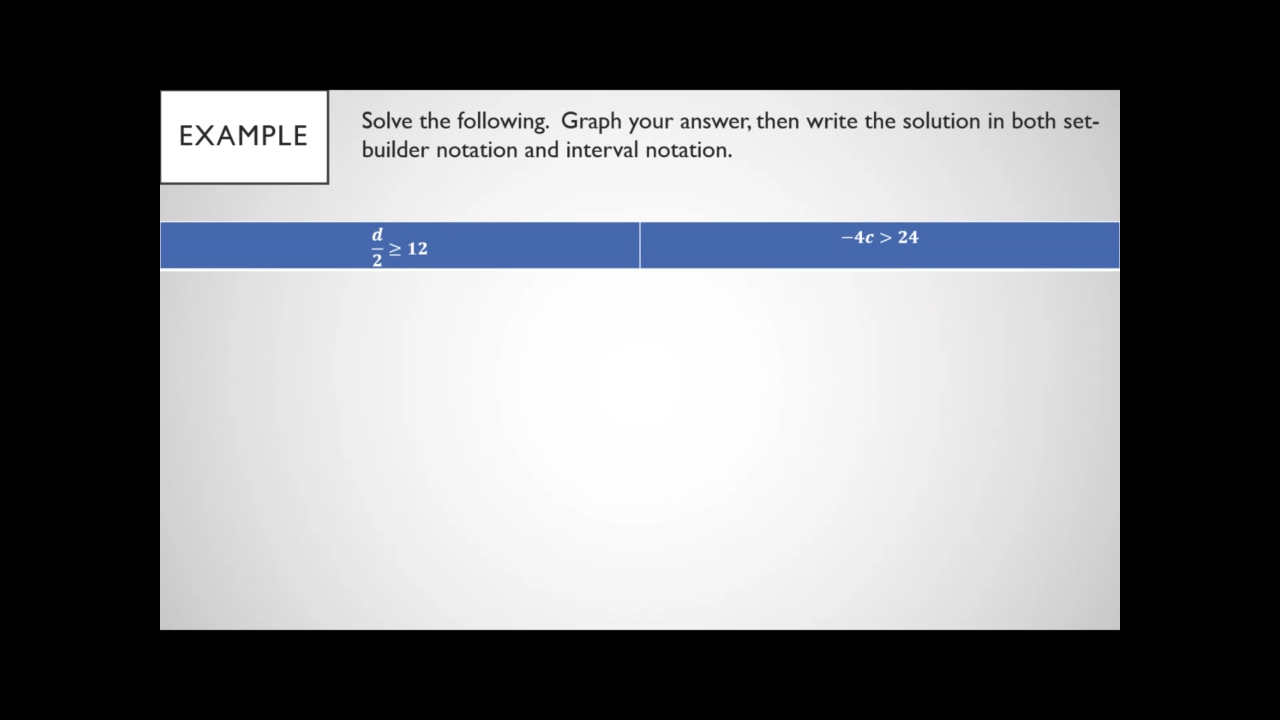 EXAMPLE
Solve the following.  Graph your answer, then write the solution in both set-
builder notation and interval notation.
d/2 ≥ 12
−4c > 24